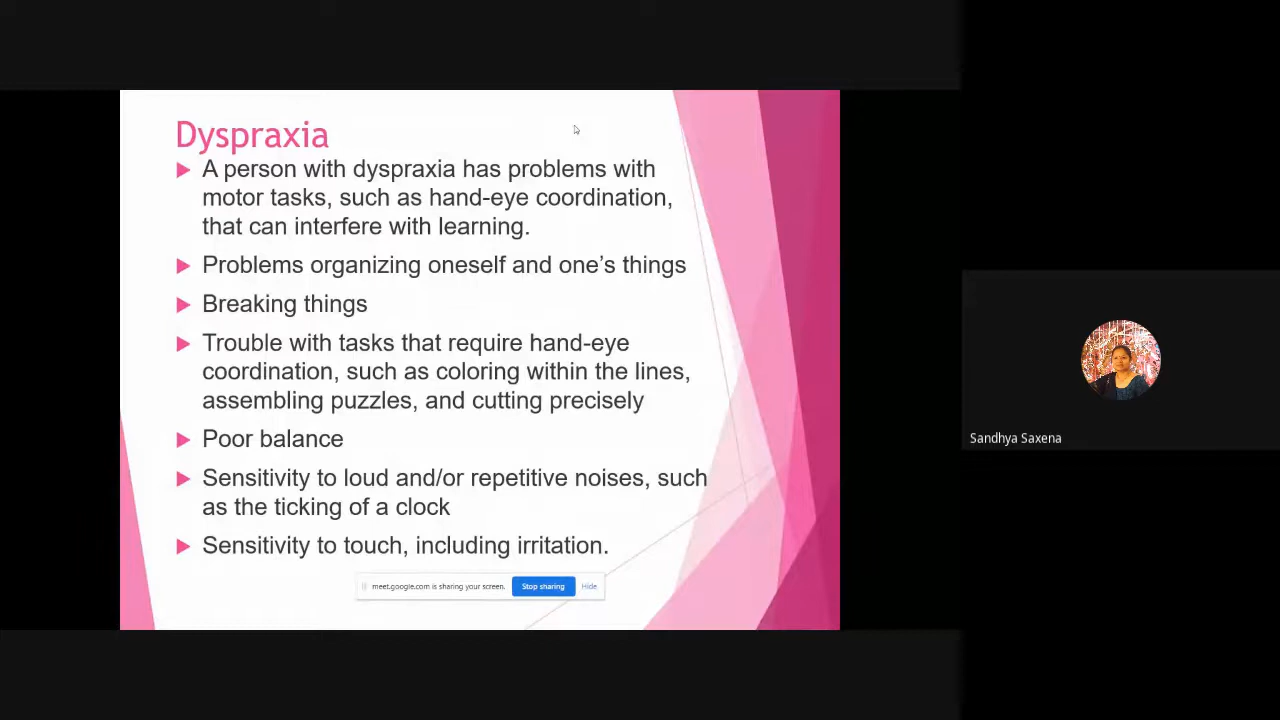 Dyspraxia
A person with dyspraxia has problems with
motor tasks, such as hand-eye coordination,
that can interfere with learning.
Problems organizing oneself and one’s things
Breaking things
Trouble with tasks that require hand-eye
coordination, such as coloring within the lines,
assembling puzzles, and cutting precisely
Poor balance
Sensitivity to loud and/or repetitive noises, such
as the ticking of a clock
Sensitivity to touch, including irritation.
meet.google.com is sharing your screen. Stop sharing Hide
Sandhya Saxena